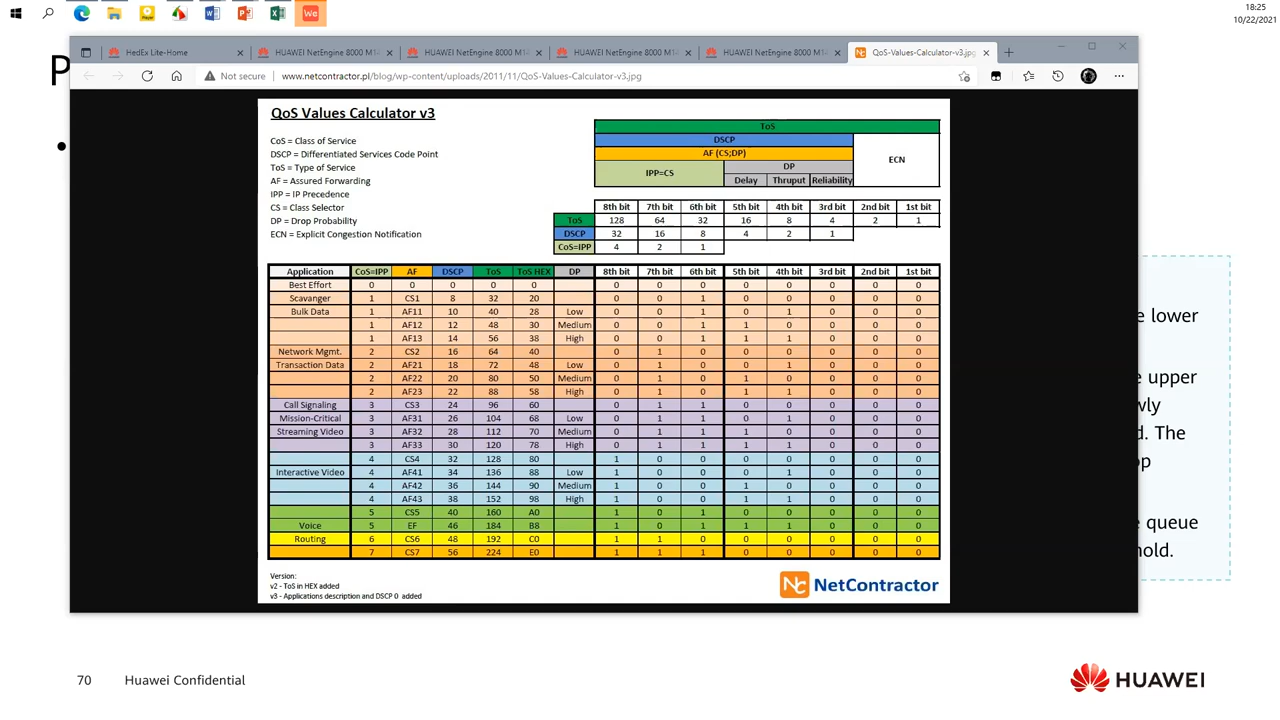 18:25
10/22/2021
We
P
HedEx Lite-Home
HUAWEI NetEngine 8000 M14
HUAWEI NetEngine 8000 M14
HUAWEI NetEngine 8000 M14
HUAWEI NetEngine 8000 M14
QoS-Values-Calculator-v3.jpg
Not secure
www.netcontractor.pl/blog/wp-content/uploads/2011/11/QoS-Values-Calculator-v3.jpg
QoS Values Calculator v3
CoS = Class of Service
DSCP = Differentiated Services Code Point
ToS = Type of Service
AF = Assured Forwarding
IPP = IP Precedence
CS = Class Selector
DP = Drop Probability
ECN = Explicit Congestion Notification
ToS
DSCP
AF (CS;DP)
ECN
IPP=CS
DP
Delay Thruput Reliability
8th bit 7th bit 6th bit 5th bit 4th bit 3rd bit 2nd bit 1st bit
ToS 128 64 32 16 8 4 2 1
DSCP 32 16 8 4 2 1
CoS=IPP 4 2 1
Application CoS=IPP AF DSCP ToS ToS HEX DP 8th bit 7th bit 6th bit 5th bit 4th bit 3rd bit 2nd bit 1st bit
Best Effort 0 0 0 0 0 0 0 0 0 0 0 0 0
Scavanger 1 CS1 8 32 20 0 0 1 0 0 0 0 0
Bulk Data 1 AF11 10 40 28 Low 0 0 1 0 1 0 0 0
1 AF12 12 48 30 Medium 0 0 1 1 0 0 0 0
1 AF13 14 56 38 High 0 0 1 1 1 0 0 0
Network Mgmt. 2 CS2 16 64 40 0 1 0 0 0 0 0 0
Transaction Data 2 AF21 18 72 48 Low 0 1 0 0 1 0 0 0
2 AF22 20 80 50 Medium 0 1 0 1 0 0 0 0
2 AF23 22 88 58 High 0 1 0 1 1 0 0 0
Call Signaling 3 CS3 24 96 60 0 1 1 0 0 0 0 0
Mission-Critical 3 AF31 26 104 68 Low 0 1 1 0 1 0 0 0
Streaming Video 3 AF32 28 112 70 Medium 0 1 1 1 0 0 0 0
3 AF33 30 120 78 High 0 1 1 1 1 0 0 0
4 CS4 32 128 80 1 0 0 0 0 0 0 0
Interactive Video 4 AF41 34 136 88 Low 1 0 0 0 1 0 0 0
4 AF42 36 144 90 Medium 1 0 0 1 0 0 0 0
4 AF43 38 152 98 High 1 0 0 1 1 0 0 0
5 CS5 40 160 A0 1 0 1 0 0 0 0 0
Voice 5 EF 46 184 B8 1 0 1 1 1 0 0 0
Routing 6 CS6 48 192 C0 1 1 0 0 0 0 0 0
7 CS7 56 224 E0 1 1 1 0 0 0 0 0
Version:
v2 - ToS in HEX added
v3 - Applications description and DSCP 0 added
Nc NetContractor
e lower
e upper
wly
d. The
op
e queue
hold.
70 Huawei Confidential
HUAWEI